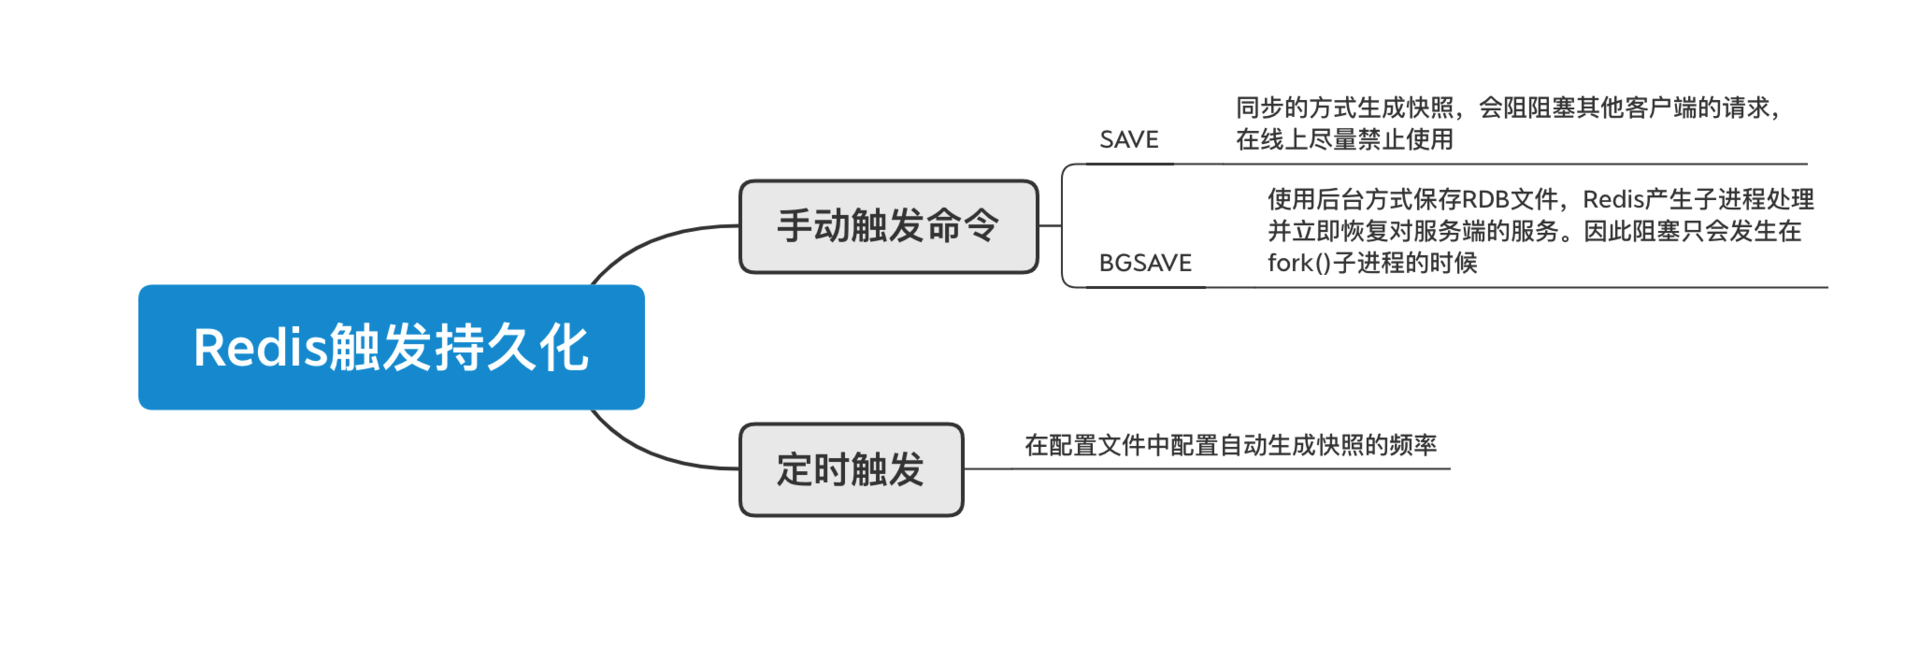 Redis触发持久化
手动触发命令
SAVE
同步的方式生成快照，会阻阻塞其他客户端的请求，
在线上尽量禁止使用
BGSAVE
使用后台方式保存RDB文件，Redis产生子进程处理
并立即恢复对服务端的服务。因此阻塞只会发生在
fork()子进程的时候
定时触发
在配置文件中配置自动生成快照的频率